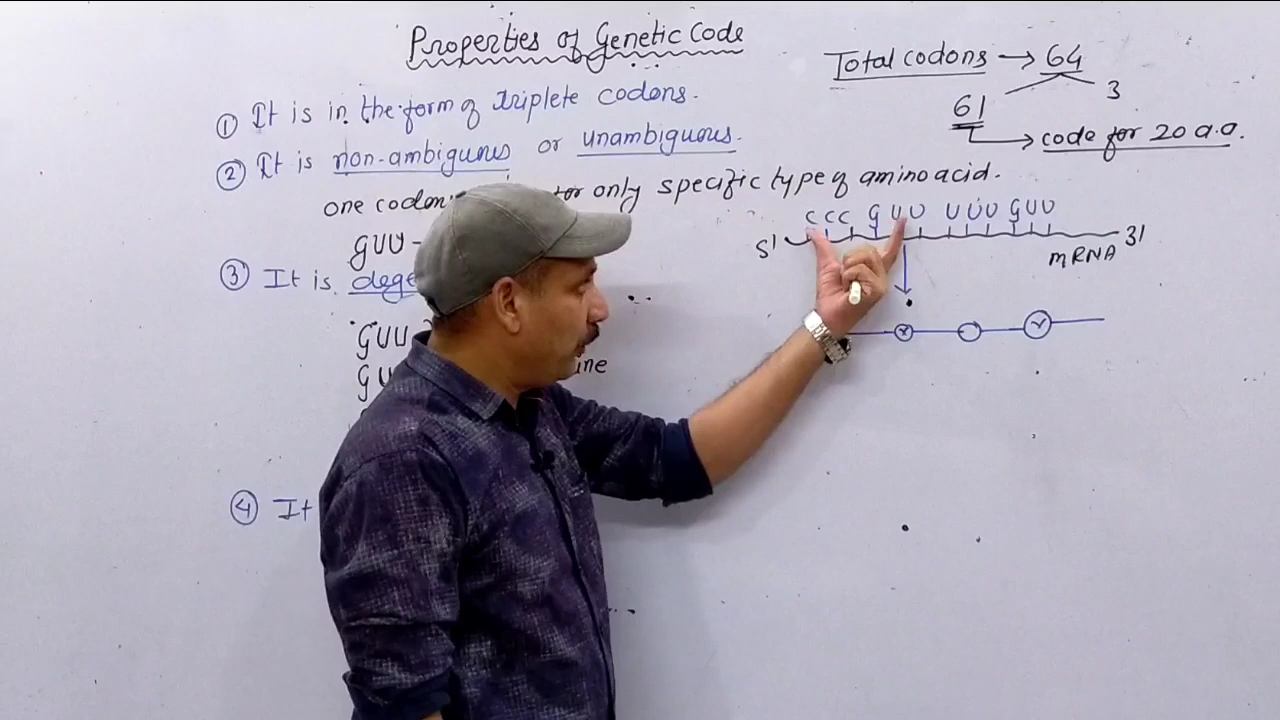 Properties of Genetic Code
Total codons → 64
61 3
code for 20 a.a.
① It is in the form of triplete codons.
② It is non-ambiguous or unambiguous.
one codon for only specific type of amino acid.
GUU -
CCC GUU UUU GUU
5' 3'
mRNA
③ It is dege
GUU
GU ine
④ It